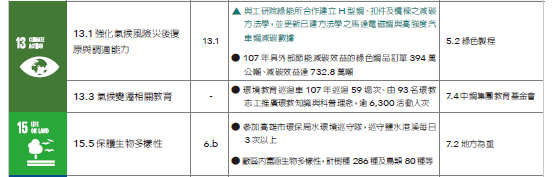 13 CLIMATE ACTION
13.1 強化氣候風險災後復
原與調適能力
13.1
▲ 與工研院綠能所合作建立 H 型鋼、扣件及橋樑之減碳
方法學，並更新已建方法學之馬達電磁鋼與高強度汽
車鋼減碳數據
● 107 年具外部節能減碳效益的綠色鋼品訂單 394 萬
公噸、減碳效益達 732.8 萬噸
5.2 綠色製程
13.3 氣候變遷相關教育
-
● 環境教育巡迴車 107 年巡迴 59 場次、由 93 名環教
志工推廣環教知識與科普理念，逾 6,300 活動人次
7.4 中鋼集團教育基金會
15 LIFE ON LAND
15.5 保護生物多樣性
6.b
● 參加高雄市環保局水環境巡守隊，巡守鹽水港溪每日
3 次以上
● 廠區內富涵生物多樣性，計樹種 286 種及鳥類 80 種等
7.2 地方為重